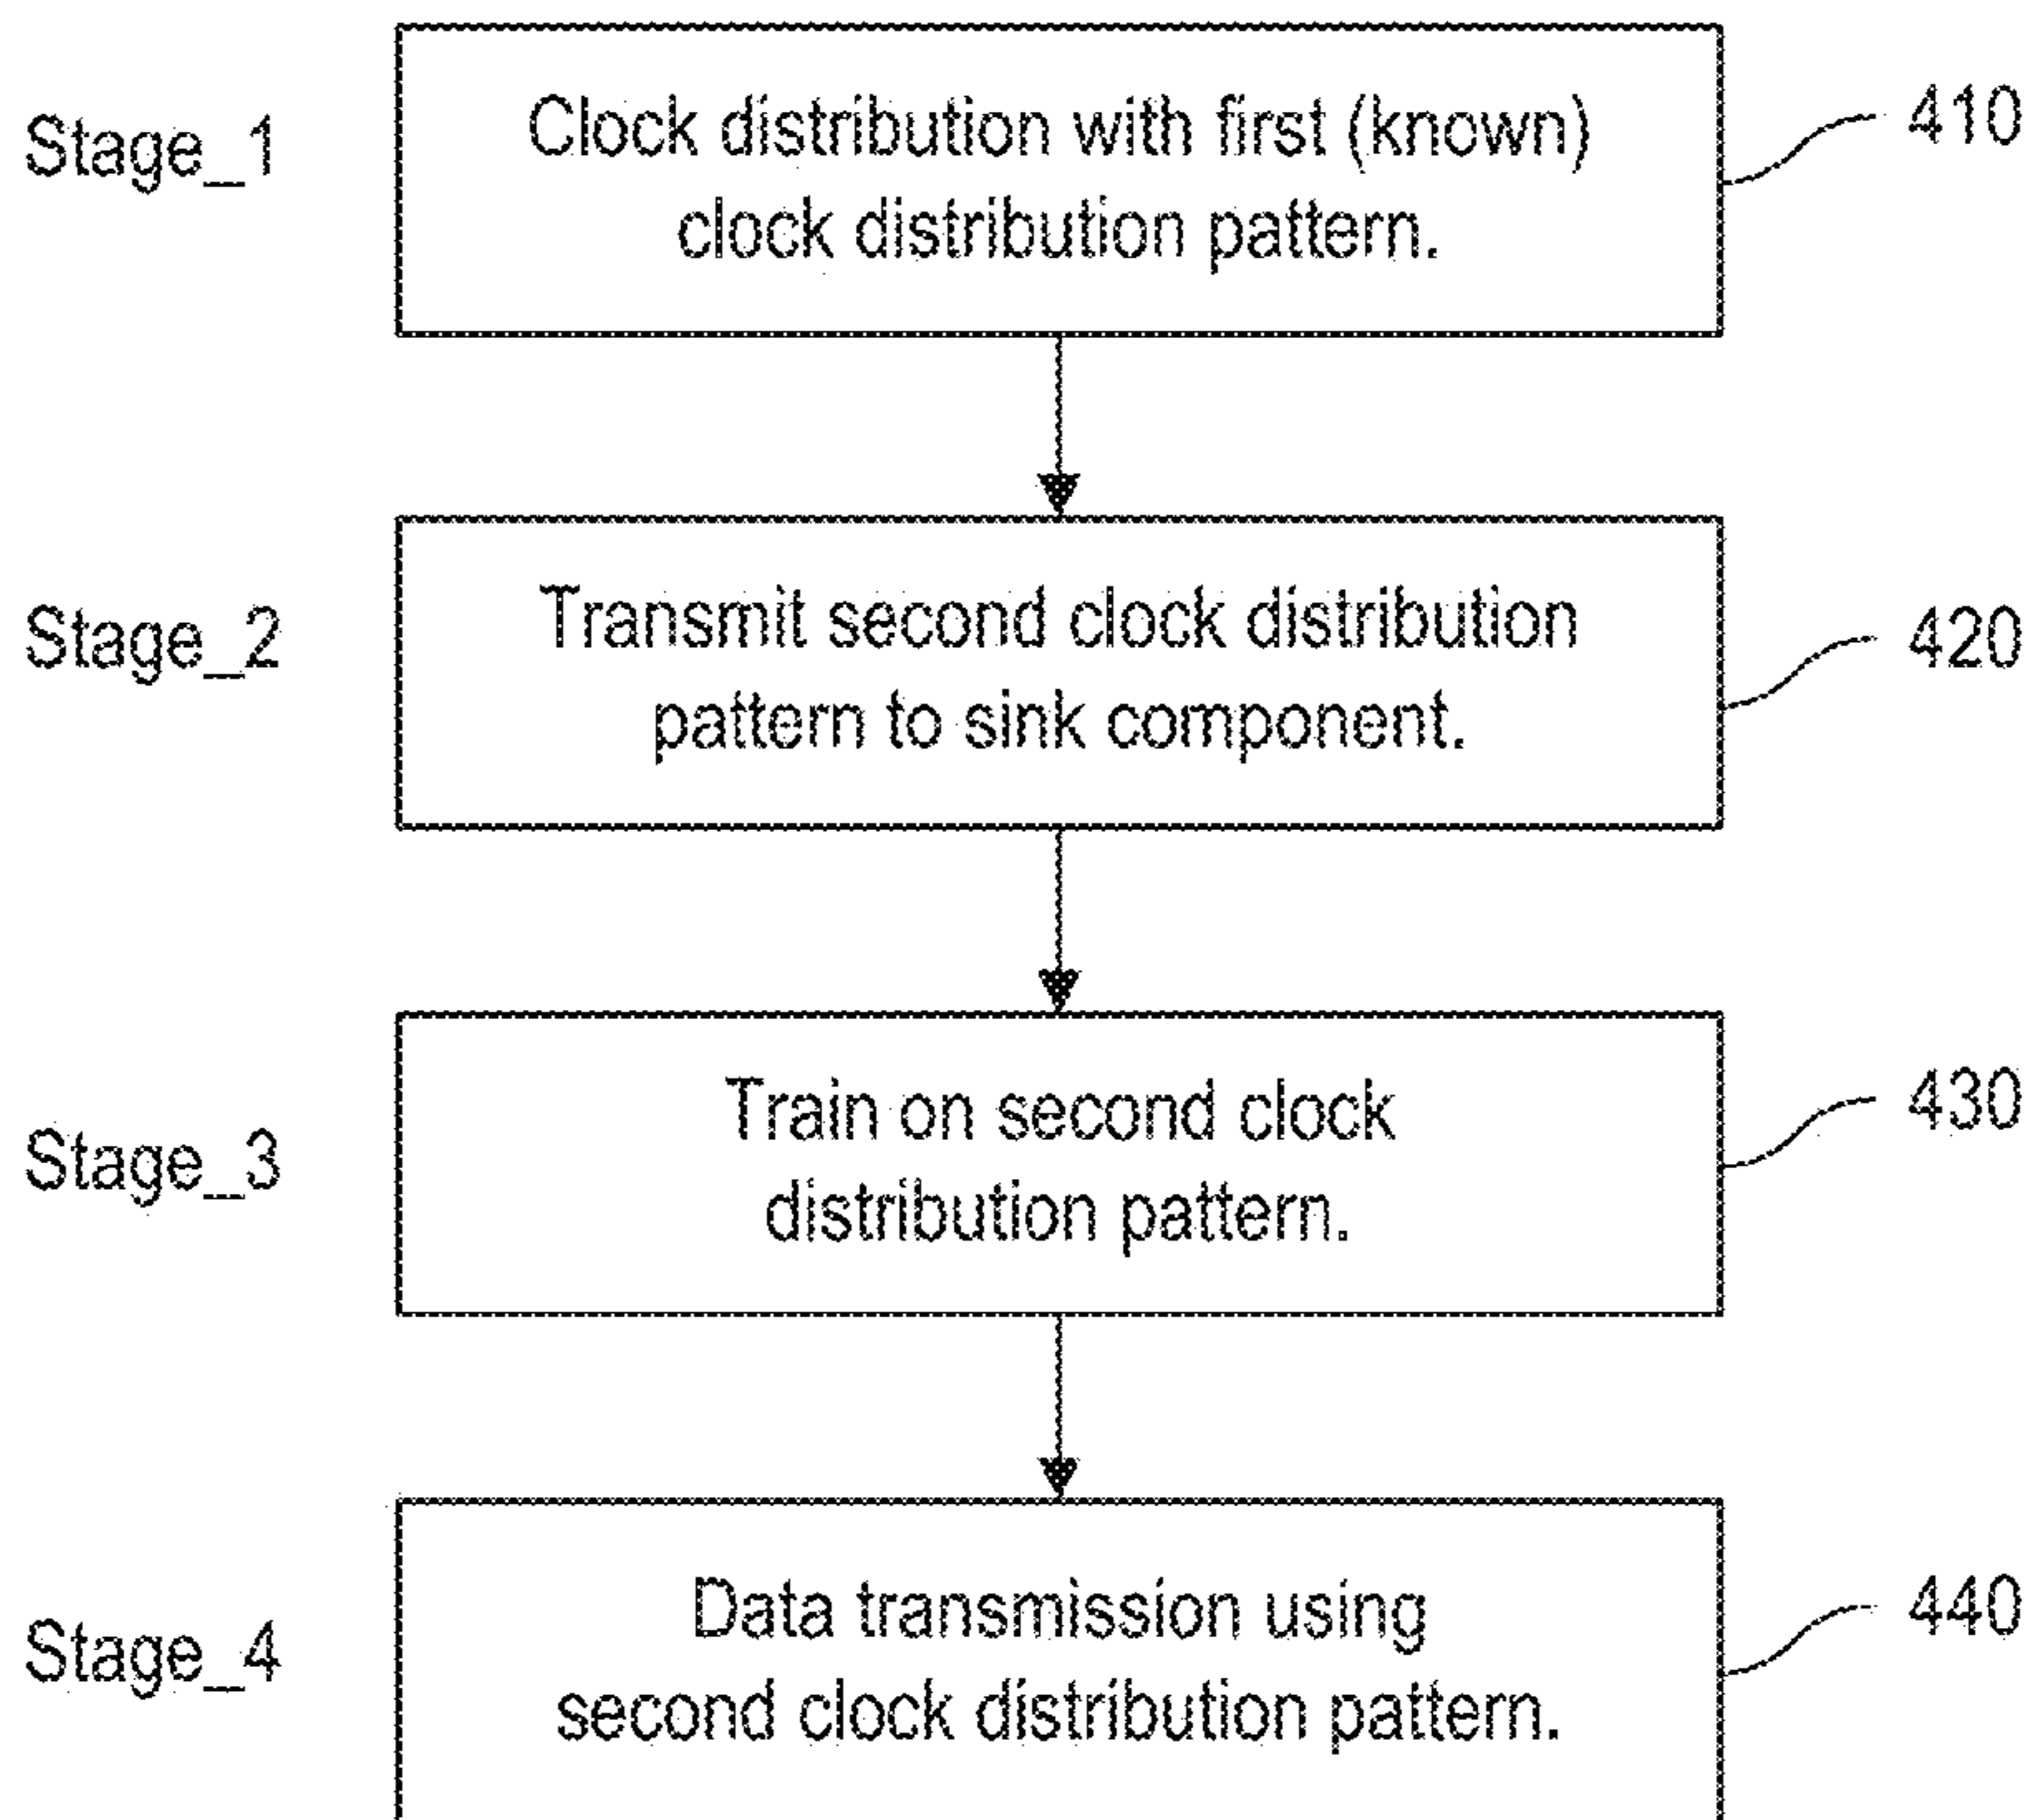 Stage_1
Clock distribution with first (known)
clock distribution pattern.
410
Stage_2
Transmit second clock distribution
pattern to sink component.
420
Stage_3
Train on second clock
distribution pattern.
430
Stage_4
Data transmission using
second clock distribution pattern.
440